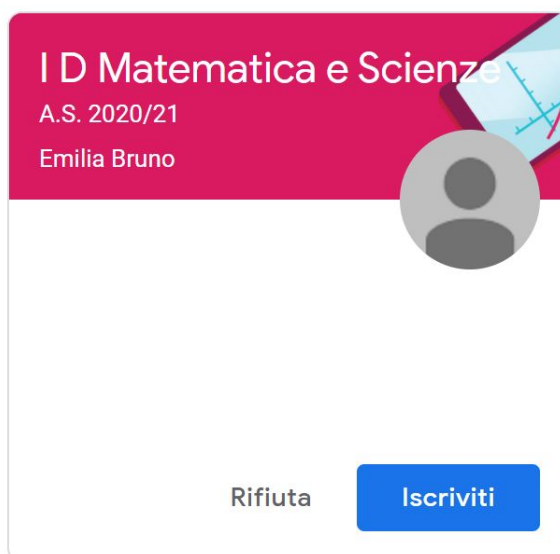 I D Matematica e Scienze
A.S. 2020/21
Emilia Bruno
Rifiuta Iscriviti